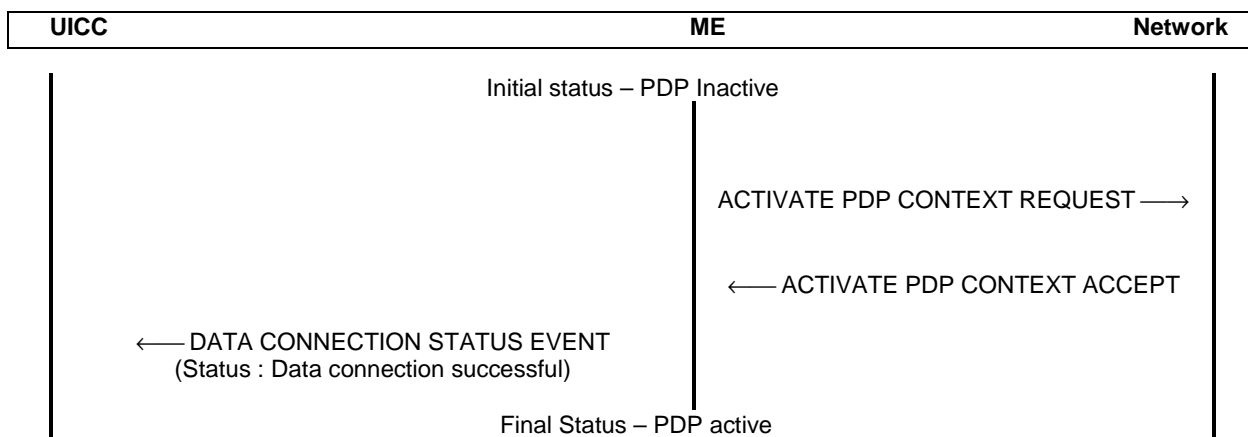 UICC ME Network
Initial status – PDP Inactive
ACTIVATE PDP CONTEXT REQUEST →
← ACTIVATE PDP CONTEXT ACCEPT
← DATA CONNECTION STATUS EVENT
(Status : Data connection successful)
Final Status – PDP active